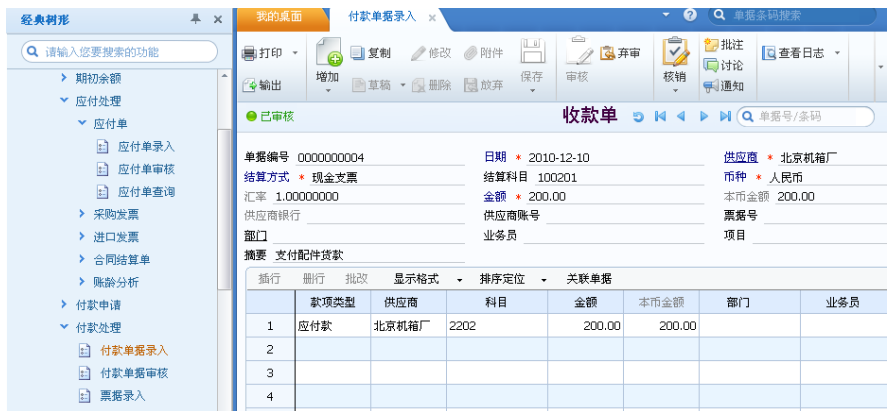 经典树形
我的桌面 付款单据录入 单据条码搜索
请输入您要搜索的功能
期初余额
应付处理
应付单
应付单录入
应付单审核
应付单查询
采购发票
进口发票
合同结算单
账龄分析
付款申请
付款处理
付款单据录入
付款单据审核
票据录入
打印 增加 复制 修改 附件 保存 审核 弃审 核销 批注 查看日志
讨论
输出 草稿 删除 放弃 通知
已审核 收款单 单据号/条码
单据编号 0000000004 日期 * 2010-12-10 供应商 * 北京机箱厂
结算方式 * 现金支票 结算科目 100201 币种 * 人民币
汇率 1.00000000 金额 * 200.00 本币金额 200.00
供应商银行 供应商账号 票据号
部门 业务员 项目
摘要 支付配件货款
插行 删行 批改 显示格式 排序定位 关联单据
款项类型 供应商 科目 金额 本币金额 部门 业务员
1 应付款 北京机箱厂 2202 200.00 200.00
2
3
4